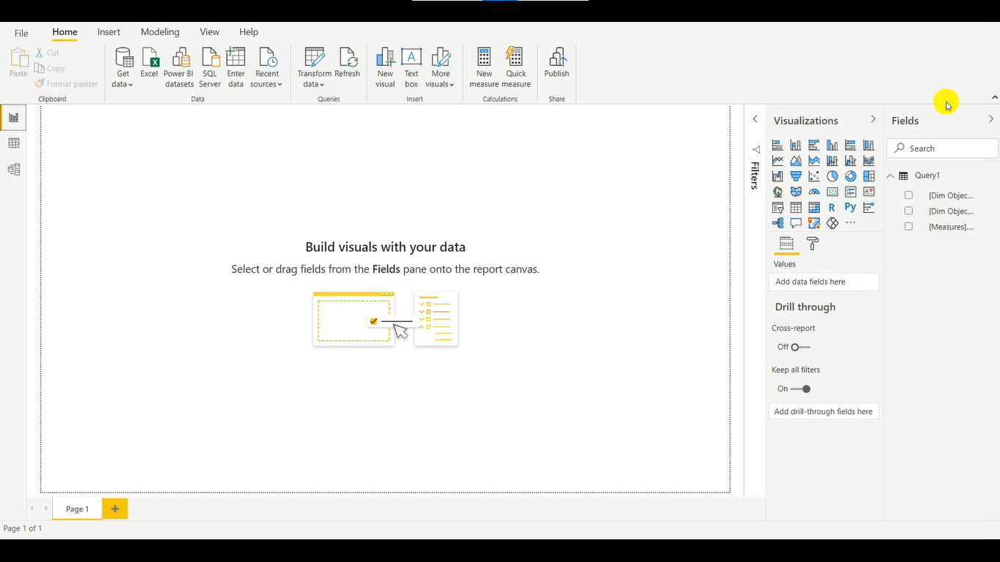 File Home Insert Modeling View Help
Paste Cut
Copy
Format painter
Clipboard
Get data Excel Power BI datasets SQL Server Enter data Recent sources
Data
Transform data Refresh
Queries
New visual Text box More visuals
Insert
New measure Quick measure
Calculations
Publish
Share
Build visuals with your data
Select or drag fields from the Fields pane onto the report canvas.
Filters
Visualizations
R Py
Values
Add data fields here
Drill through
Cross-report
Off
Keep all filters
On
Add drill-through fields here
Fields
Search
Query1
[Dim Objec...
[Dim Objec...
[Measures]....
Page 1
Page 1 of 1